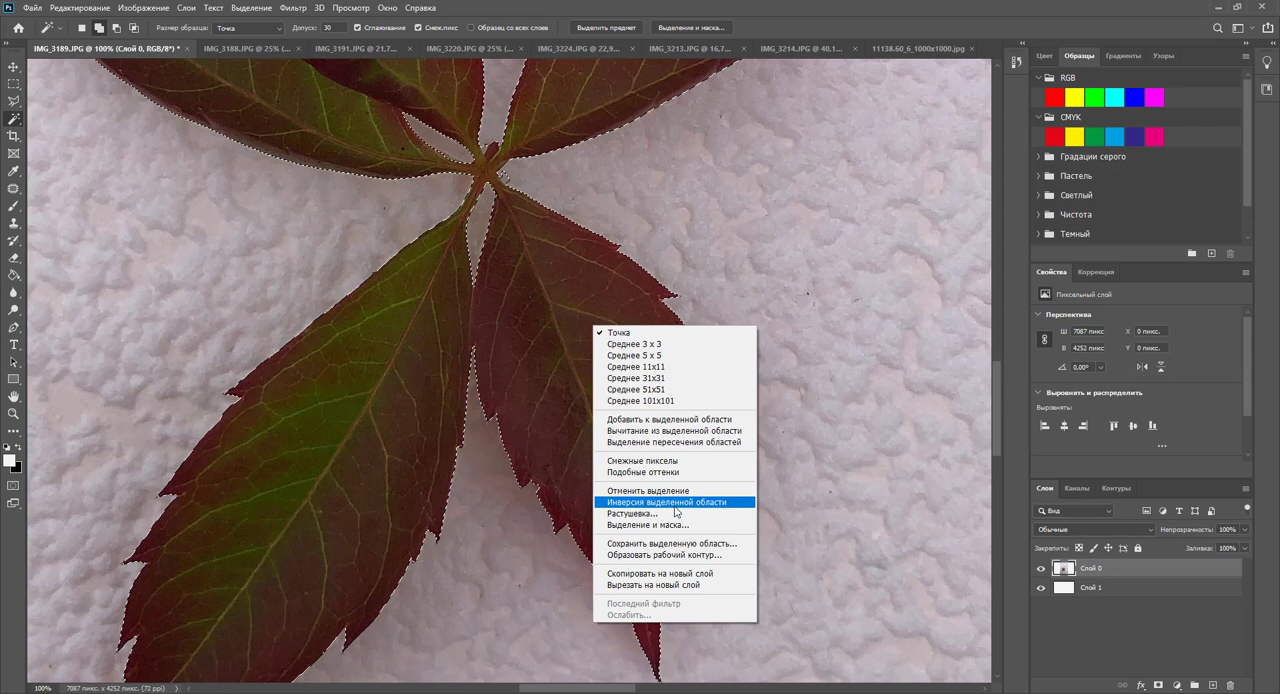 Файл Редактирование Изображение Слои Текст Выделение Фильтр 3D Просмотр Окно Справка
Размер образца: Точка Допуск: 30 Сглаживание Смеж.пикс. Образец со всех слоев Выделить предмет Выделение и маска...
IMG_3189.JPG @ 100% (Слой 0, RGB/8*) * IMG_3188.JPG @ 25% (... IMG_3191.JPG @ 21,7... IMG_3220.JPG @ 25% (... IMG_3224.JPG @ 22,9... IMG_3213.JPG @ 16,7... IMG_3214.JPG @ 40,1... 11138.60_6_1000x1000.jpg
Цвет Образцы Градиенты Узоры
RGB
CMYK
Градации серого
Пастель
Светлый
Чистота
Темный
Свойства Коррекция
Пиксельный слой
Перспектива
Ш 7087 пикс X 0 пикс.
В 4252 пикс Y 0 пикс.
0,00°
Выровнять и распределить
Выровнять:
Слои Каналы Контуры
Вид
Обычные Непрозрачность: 100%
Закрепить: Заливка: 100%
Слой 0
Слой 1
Точка
Среднее 3 x 3
Среднее 5 x 5
Среднее 11x11
Среднее 31x31
Среднее 51x51
Среднее 101x101
Добавить к выделенной области
Вычитание из выделенной области
Выделение пересечения областей
Смежные пикселы
Подобные оттенки
Отменить выделение
Инверсия выделенной области
Растушевка...
Выделение и маска...
Сохранить выделенную область...
Образовать рабочий контур...
Скопировать на новый слой
Вырезать на новый слой
Последний фильтр
Ослабить...
100% 7087 пикс. x 4252 пикс. (72 ppi)